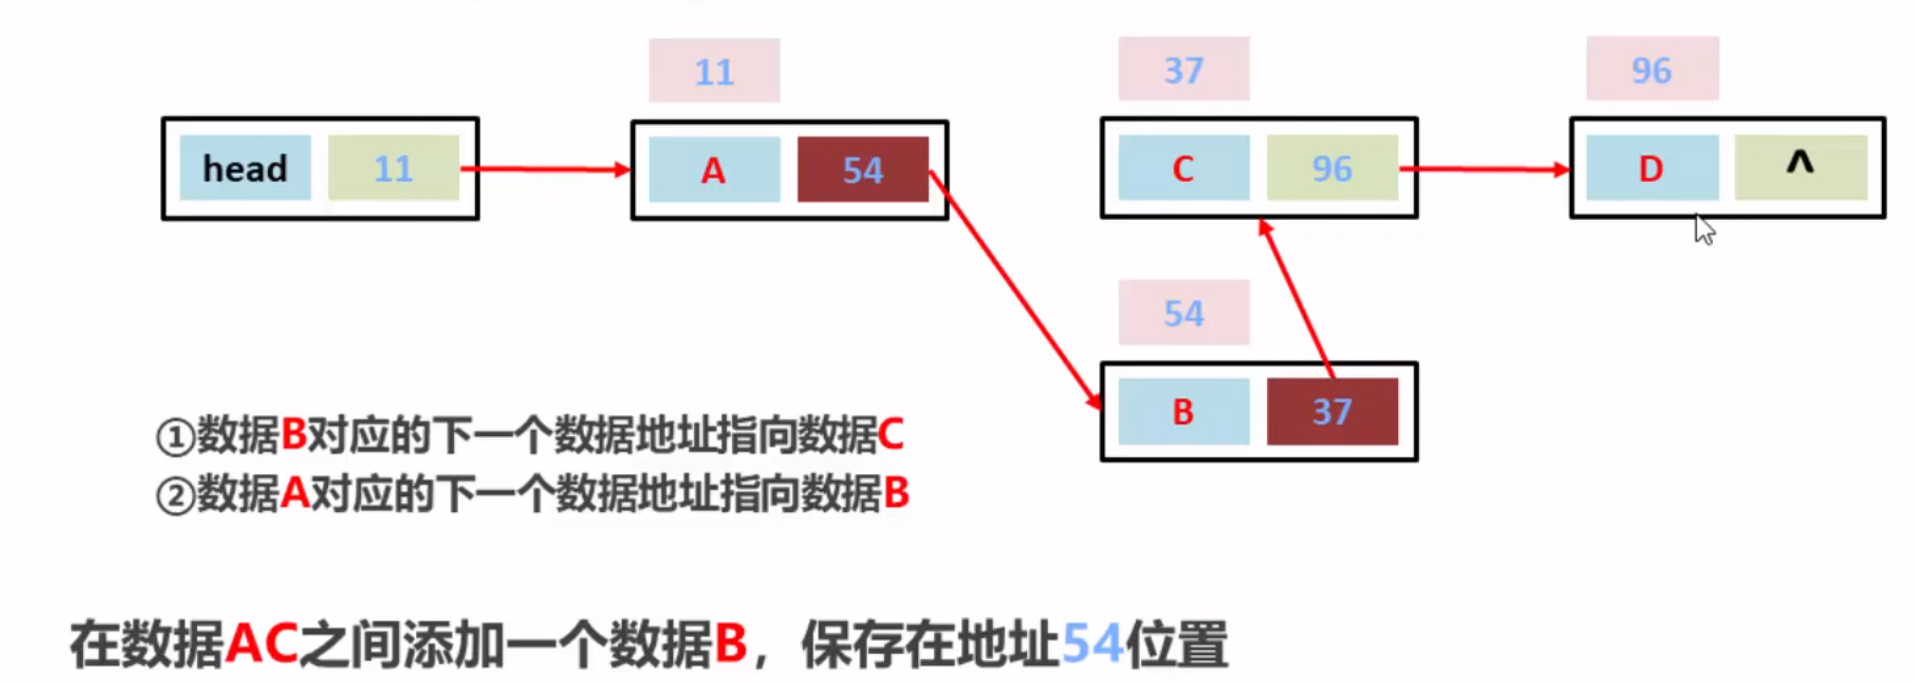 11 37 96
head 11 A 54 C 96 D ^
54
B 37
①数据B对应的下一个数据地址指向数据C
②数据A对应的下一个数据地址指向数据B
在数据AC之间添加一个数据B，保存在地址54位置